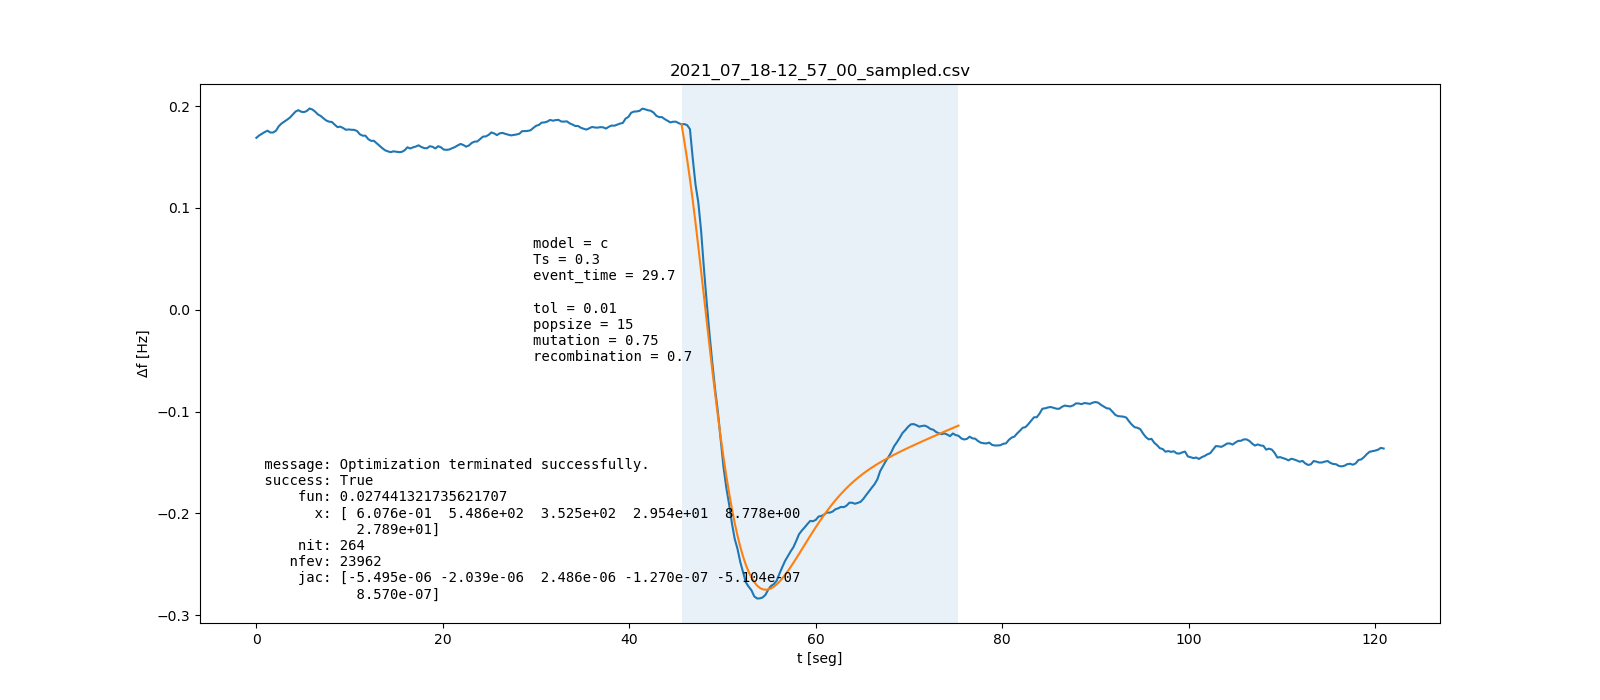 2021_07_18-12_57_00_sampled.csv
0.2
0.1
0.0
−0.1
−0.2
−0.3
Δf [Hz]
model = c
Ts = 0.3
event_time = 29.7
tol = 0.01
popsize = 15
mutation = 0.75
recombination = 0.7
message: Optimization terminated successfully.
success: True
fun: 0.027441321735621707
x: [ 6.076e-01  5.486e+02  3.525e+02  2.954e+01  8.778e+00
2.789e+01]
nit: 264
nfev: 23962
jac: [-5.495e-06 -2.039e-06  2.486e-06 -1.270e-07 -5.104e-07
8.570e-07]
0 20 40 60 80 100 120
t [seg]